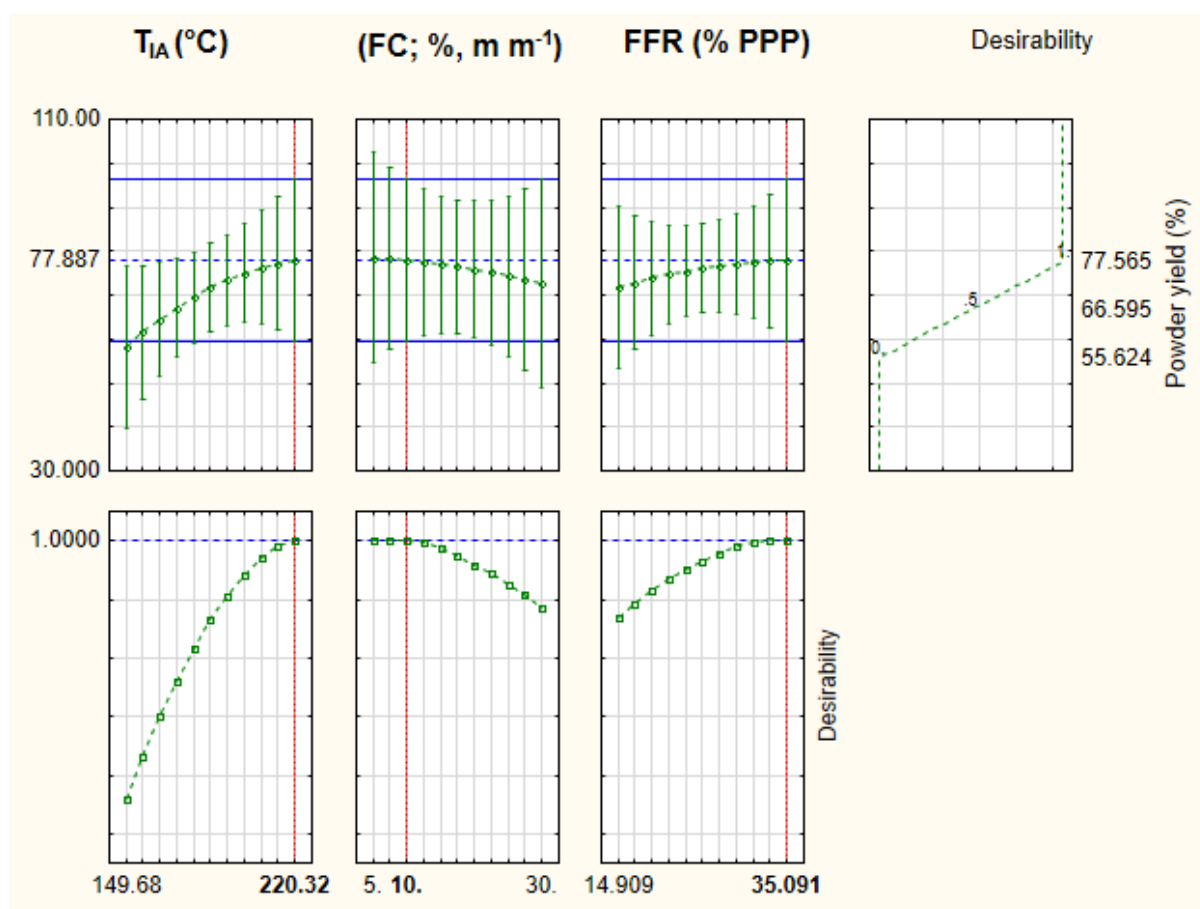 T_IA (°C) (FC; %, m m⁻¹) FFR (% PPP) Desirability
110.00
77.887
30.000
0.
.5
1.
77.565
66.595
55.624
Powder yield (%)
1.0000
Desirability
149.68 220.32 5. 10. 30. 14.909 35.091